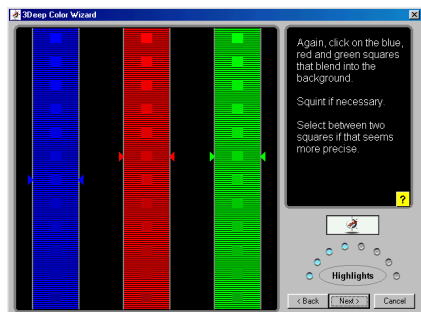 3Deep Color Wizard
Again, click on the blue,
red and green squares
that blend into the
background.
Squint if necessary.
Select between two
squares if that seems
more precise.
?
Highlights
< Back
Next >
Cancel